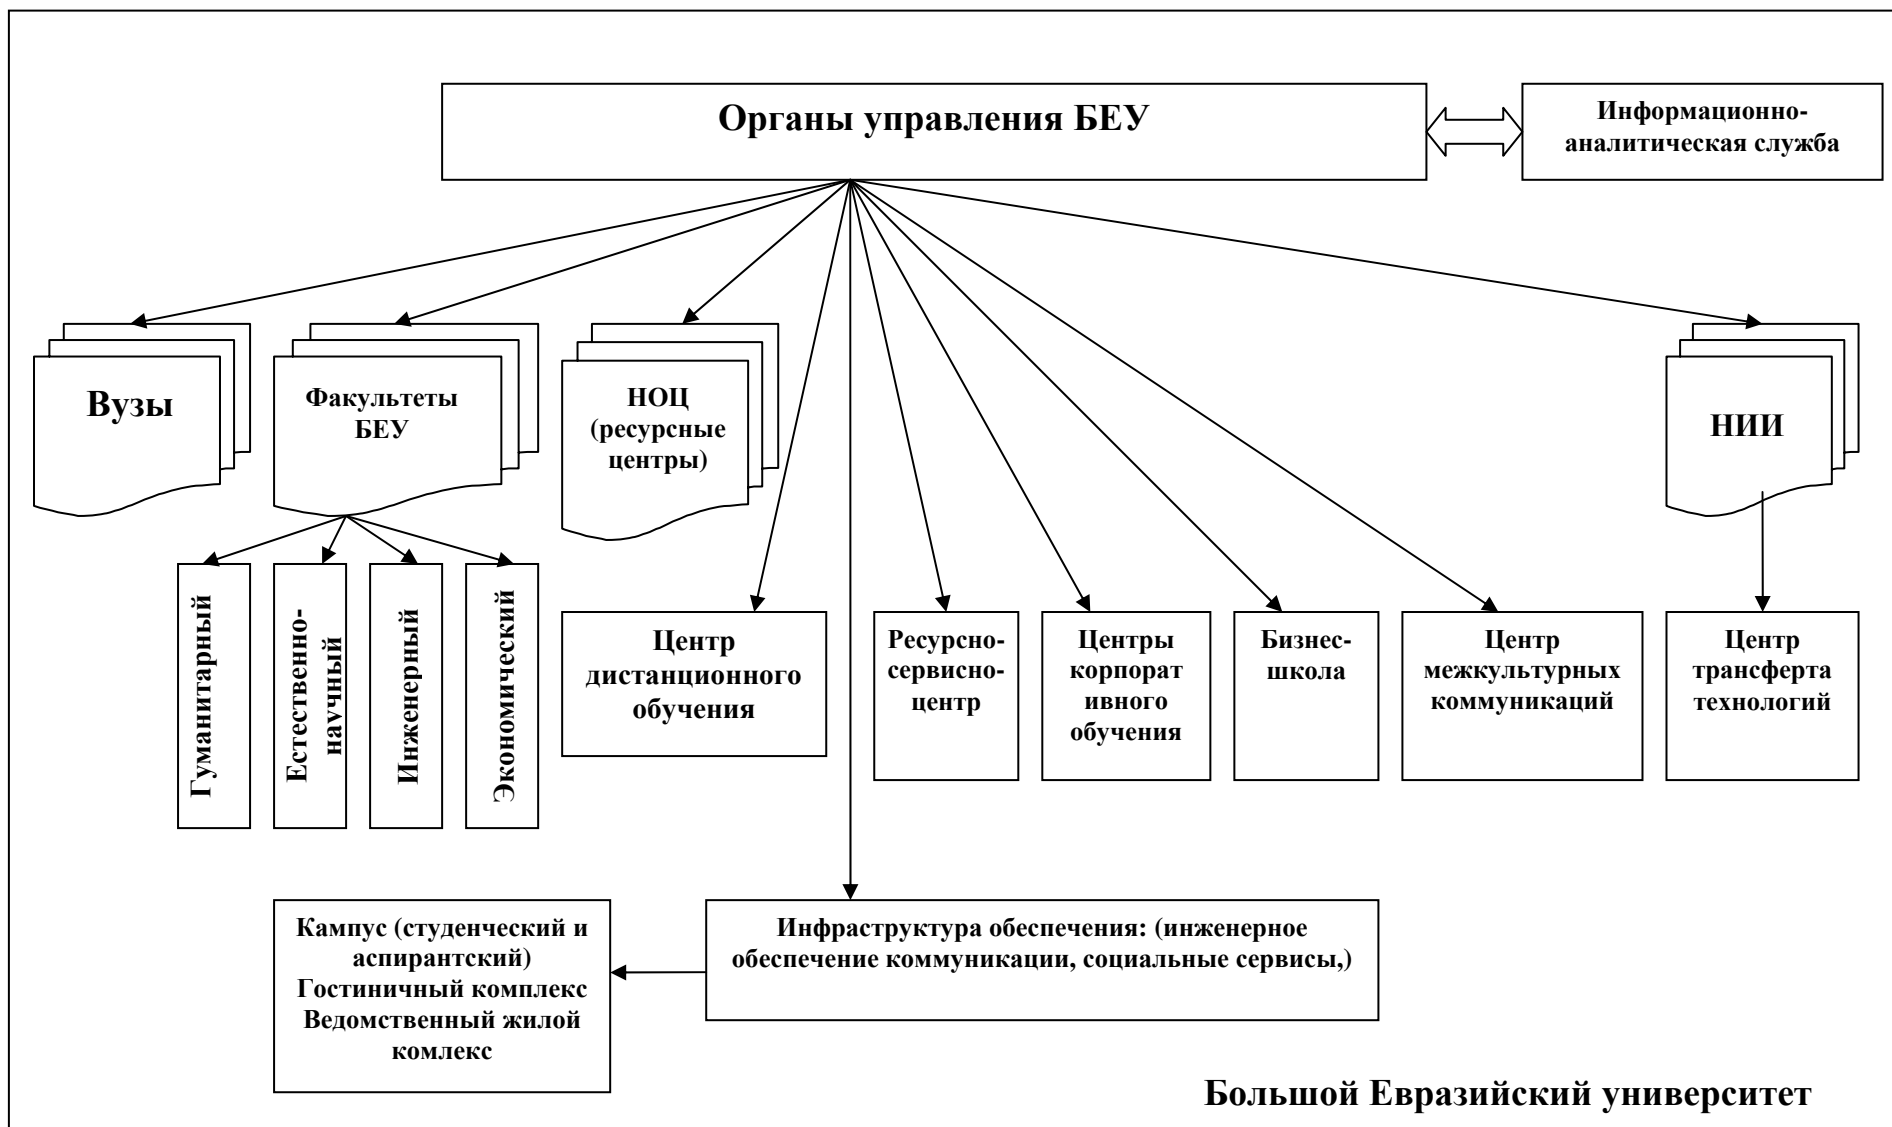 Органы управления БЕУ
Информационно-
аналитическая служба
Вузы
Факультеты
БЕУ
НОЦ
(ресурсные
центры)
НИИ
Гуманитарный
Естественно-
научный
Инженерный
Экономический
Центр
дистанционного
обучения
Ресурсно-
сервисно-
центр
Центры
корпорат
ивного
обучения
Бизнес-
школа
Центр
межкультурных
коммуникаций
Центр
трансферта
технологий
Кампус (студенческий и
аспирантский)
Гостиничный комплекс
Ведомственный жилой
комлекс
Инфраструктура обеспечения: (инженерное
обеспечение коммуникации, социальные сервисы,)
Большой Евразийский университет